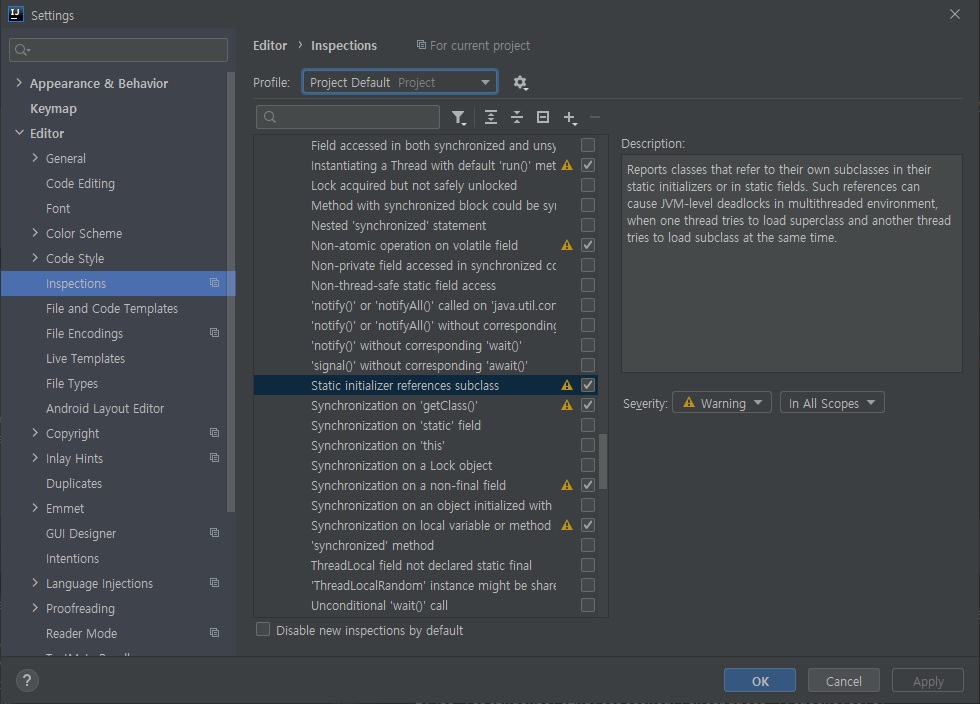 Settings
Appearance & Behavior
Keymap
Editor
General
Code Editing
Font
Color Scheme
Code Style
Inspections
File and Code Templates
File Encodings
Live Templates
File Types
Android Layout Editor
Copyright
Inlay Hints
Duplicates
Emmet
GUI Designer
Intentions
Language Injections
Proofreading
Reader Mode
Editor › Inspections For current project
Profile: Project Default Project
Field accessed in both synchronized and unsy
Instantiating a Thread with default 'run()' met
Lock acquired but not safely unlocked
Method with synchronized block could be syn
Nested 'synchronized' statement
Non-atomic operation on volatile field
Non-private field accessed in synchronized cc
Non-thread-safe static field access
'notify()' or 'notifyAll()' called on 'java.util.con
'notify()' or 'notifyAll()' without corresponding
'notify()' without corresponding 'wait()'
'signal()' without corresponding 'await()'
Static initializer references subclass
Synchronization on 'getClass()'
Synchronization on 'static' field
Synchronization on 'this'
Synchronization on a Lock object
Synchronization on a non-final field
Synchronization on an object initialized with
Synchronization on local variable or method
'synchronized' method
ThreadLocal field not declared static final
'ThreadLocalRandom' instance might be share
Unconditional 'wait()' call
Disable new inspections by default
Description:
Reports classes that refer to their own subclasses in their
static initializers or in static fields. Such references can
cause JVM-level deadlocks in multithreaded environment,
when one thread tries to load superclass and another thread
tries to load subclass at the same time.
Severity: Warning In All Scopes
?
OK Cancel Apply